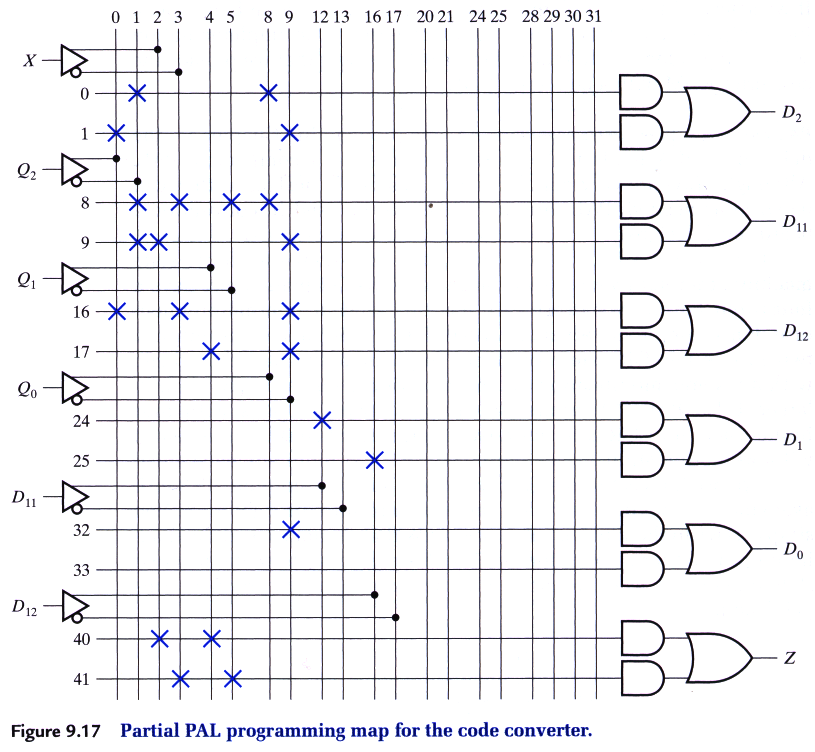 0 1 2 3 4 5 8 9 12 13 16 17 20 21 24 25 28 29 30 31
X
0
D2
1
Q2
8
D11
9
Q1
16
D12
17
Q0
24
D1
25
D11
32
D0
33
D12
40
Z
41
Figure 9.17 Partial PAL programming map for the code converter.